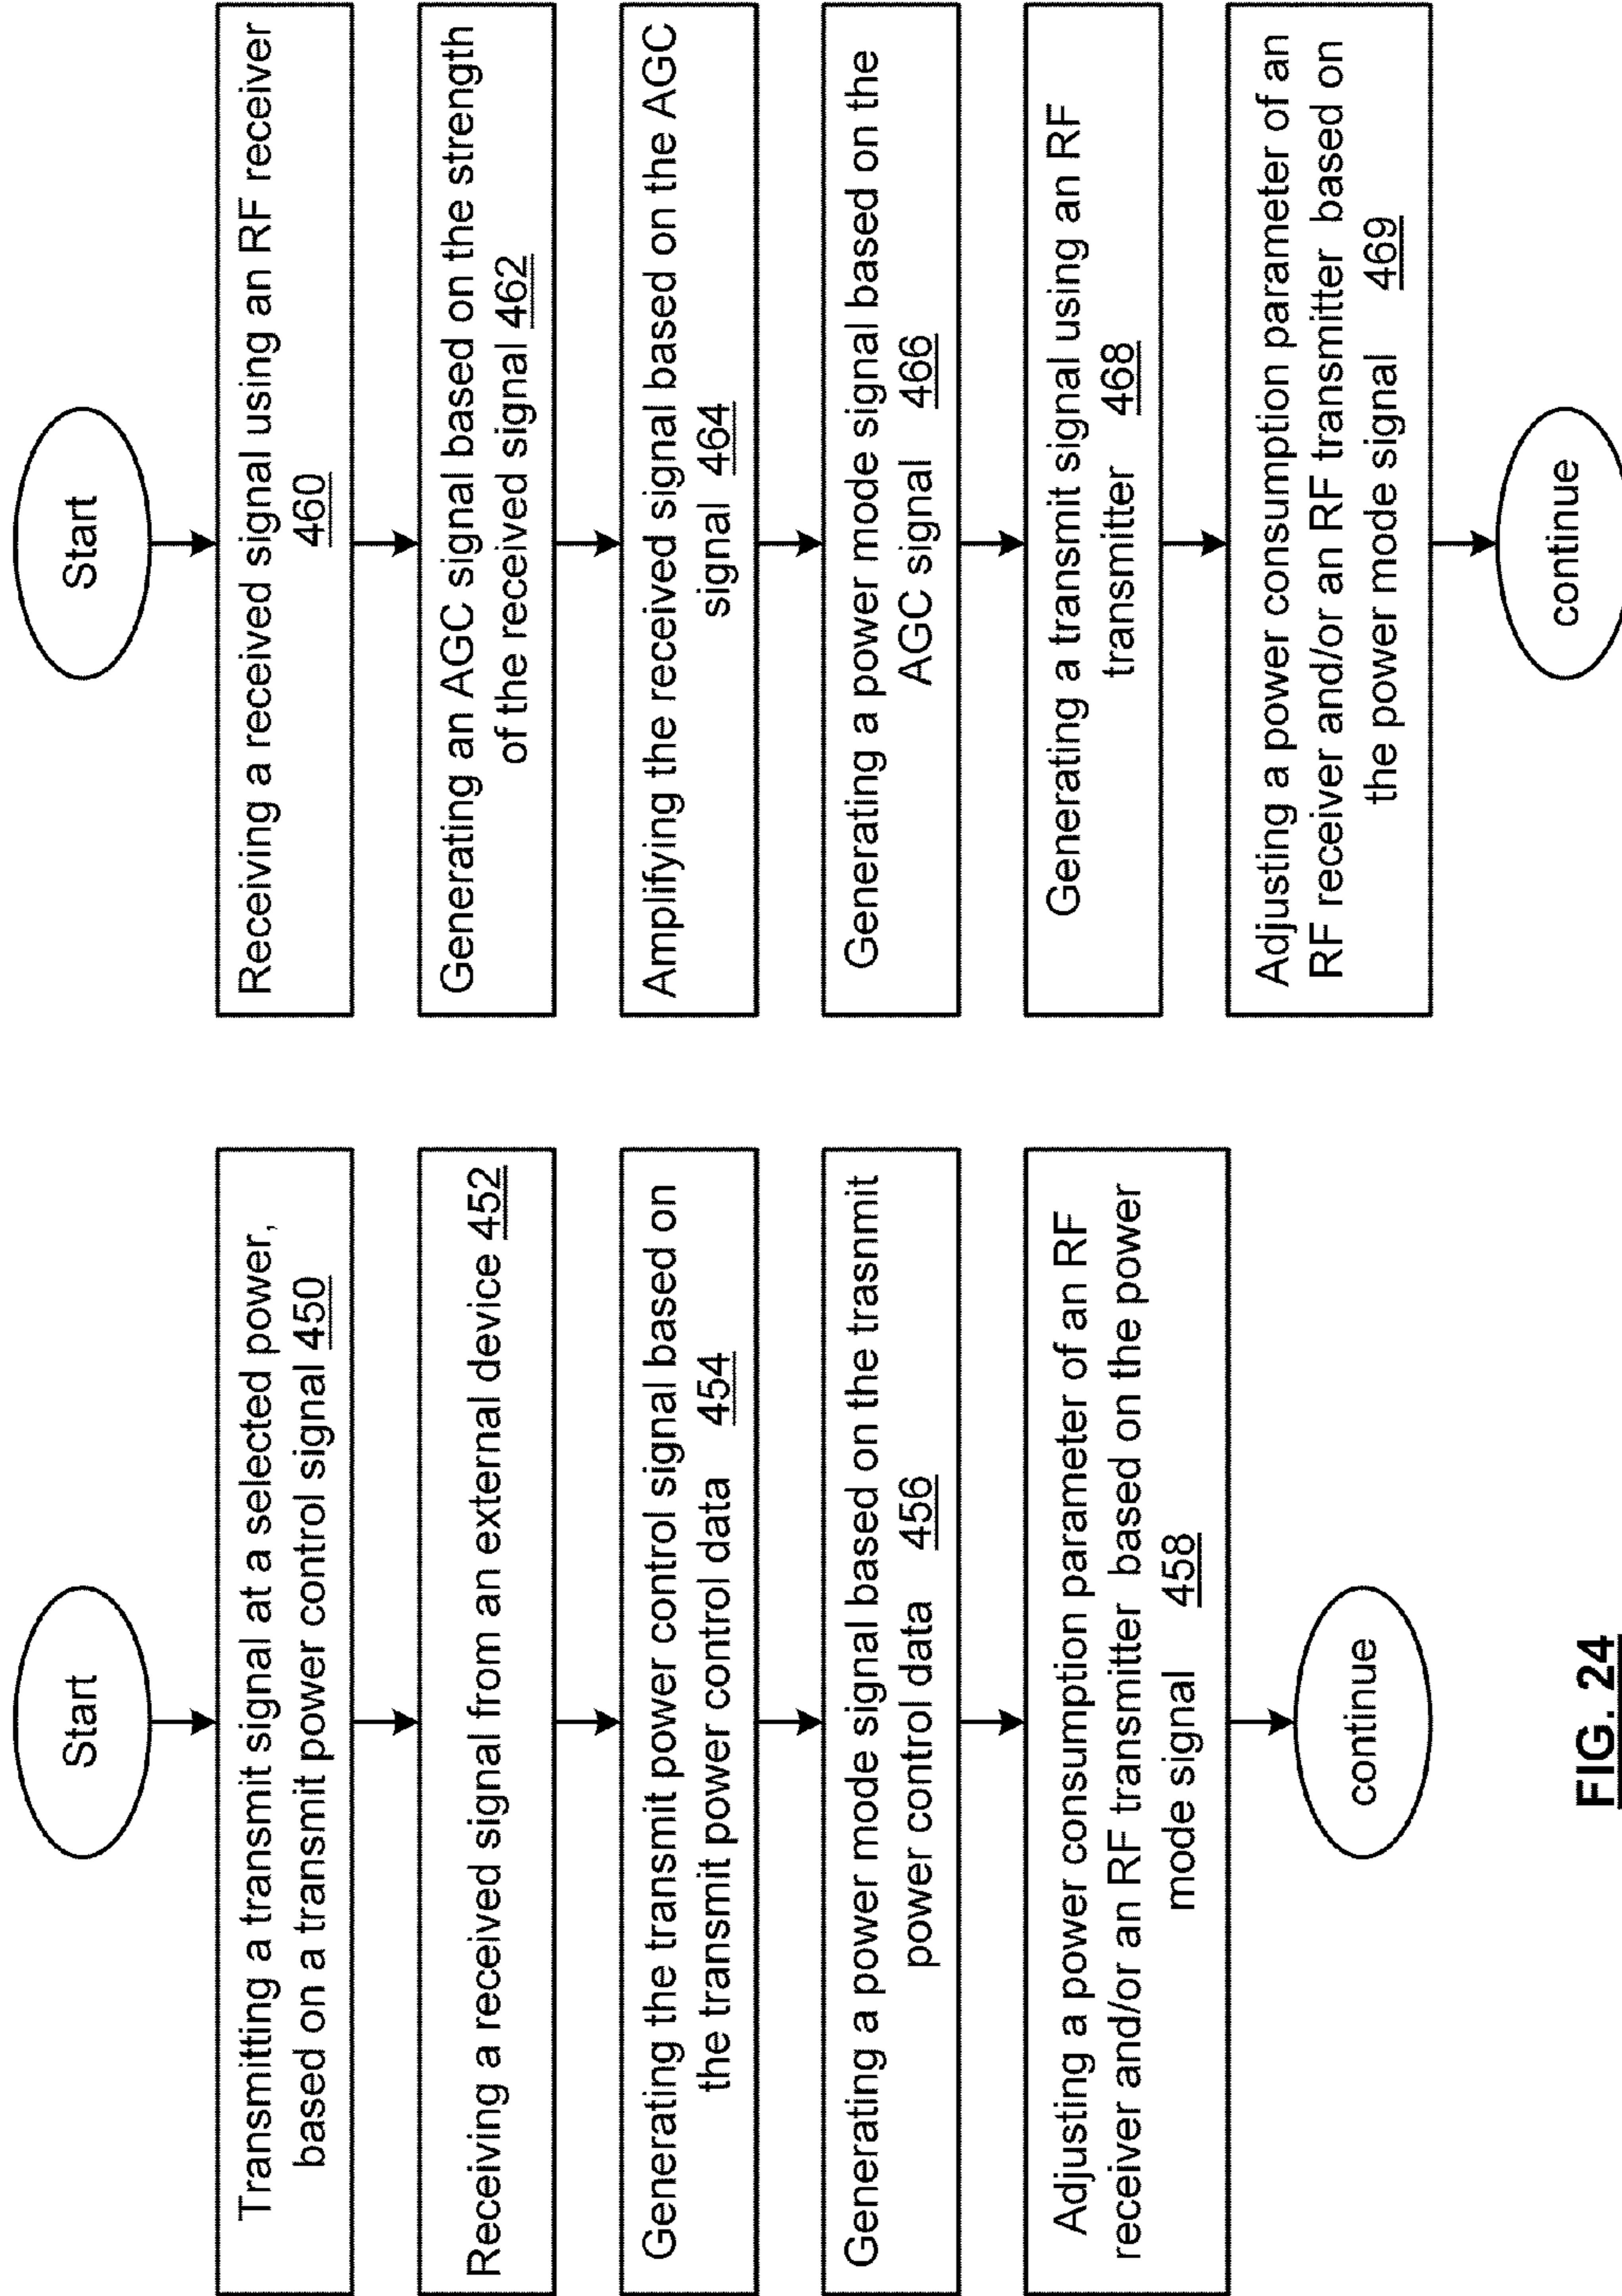 Start
Transmitting a transmit signal at a selected power,
based on a transmit power control signal 450
Receiving a received signal from an external device 452
Generating the transmit power control signal based on
the transmit power control data 454
Generating a power mode signal based on the trasnmit
power control data 456
Adjusting a power consumption parameter of an RF
receiver and/or an RF transmitter based on the power
mode signal 458
continue
FIG. 24
Start
Receiving a received signal using an RF receiver
460
Generating an AGC signal based on the strength
of the received signal 462
Amplifying the received signal based on the AGC
signal 464
Generating a power mode signal based on the
AGC signal 466
Generating a transmit signal using an RF
transmitter 468
Adjusting a power consumption parameter of an
RF receiver and/or an RF transmitter based on
the power mode signal 469
continue